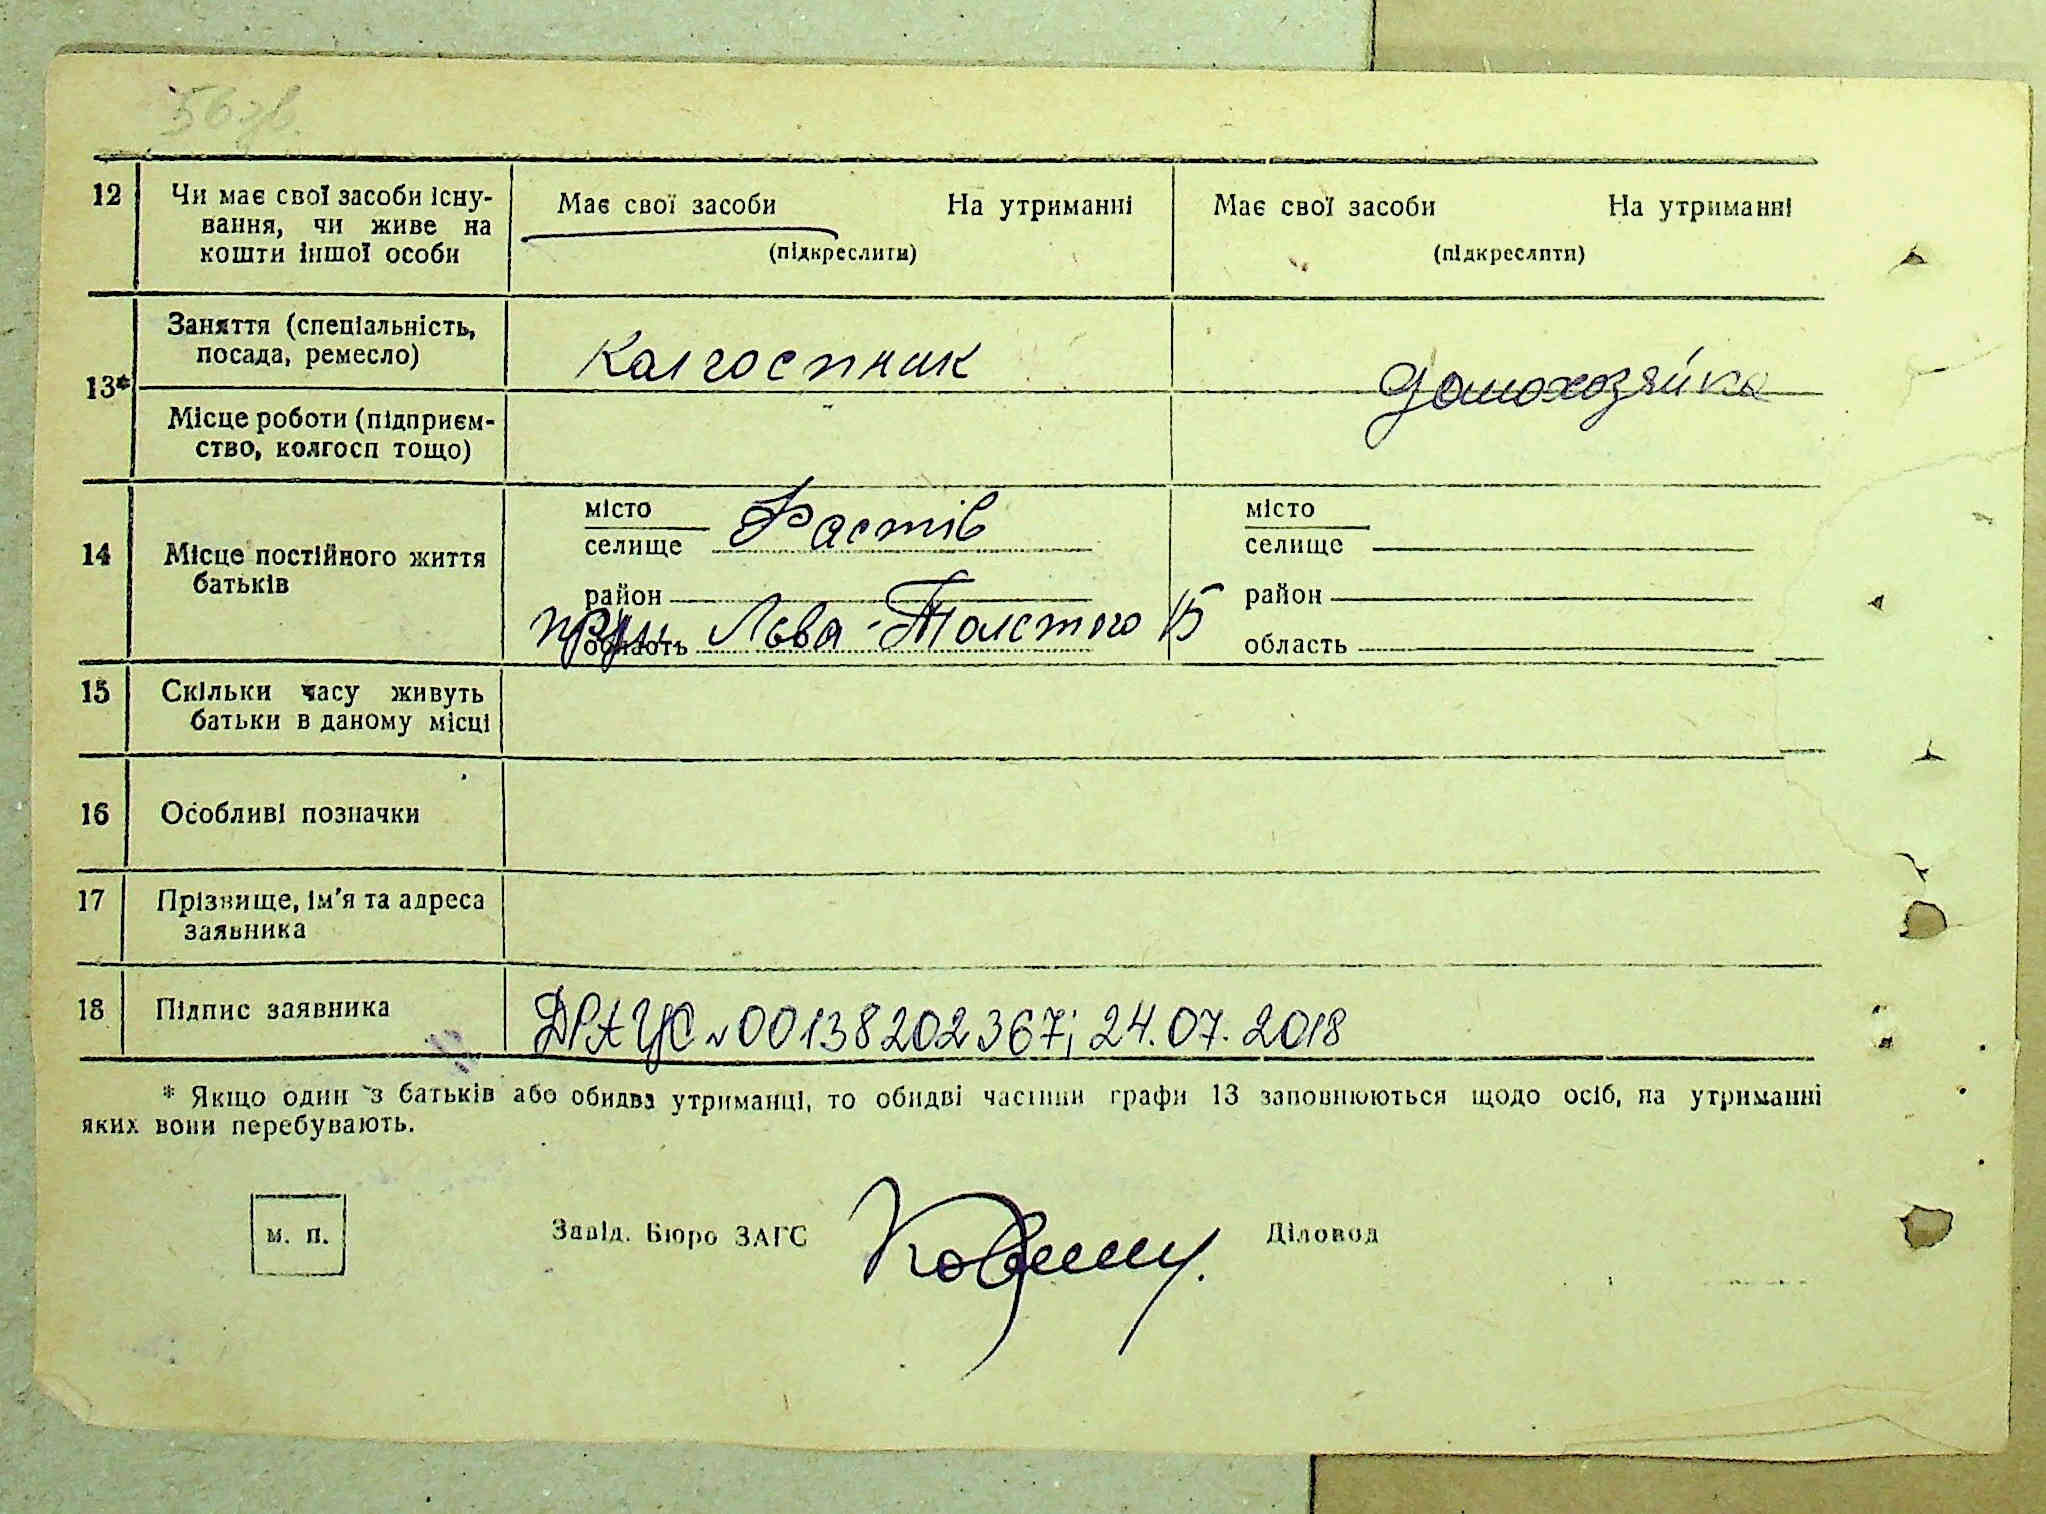 56 зв.
12 Чи має свої засоби існу-
вання, чи живе на
кошти іншої особи
Має свої засоби На утриманні
(підкреслити)
Має свої засоби На утриманні
(підкреслити)
13*
Заняття (спеціальність,
посада, ремесло)
Колгоспник
домохозяйка
Місце роботи (підприєм-
ство, колгосп тощо)
14 Місце постійного життя
батьків
місто
селище Фастів
район
область Лева-Толстого 15
місто
селище
район
область
15 Скільки часу живуть
батьки в даному місці
16 Особливі позначки
17 Прізвище, ім'я та адреса
заявника
18 Підпис заявника
ДРАЦС №00138202367; 24.07.2018
* Якщо один з батьків або обидва утриманці, то обидві частини графи 13 заповнюються щодо осіб, на утриманні
яких вони перебувають.
м. п.
Завід. Бюро ЗАГС
Діловод